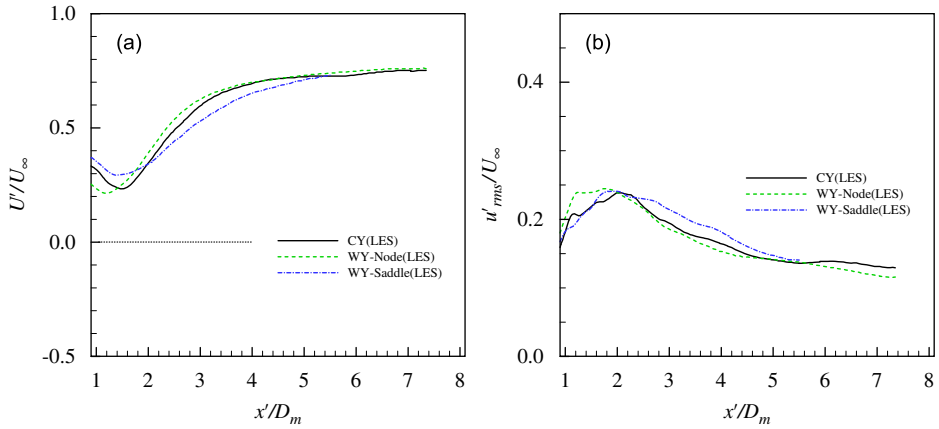 1.0
(a)
0.5
0.0
-0.5
U'/U∞
CY(LES)
WY-Node(LES)
WY-Saddle(LES)
1 2 3 4 5 6 7 8
x'/Dm
(b)
0.4
0.2
0.0
u'rms/U∞
CY(LES)
WY-Node(LES)
WY-Saddle(LES)
1 2 3 4 5 6 7 8
x'/Dm